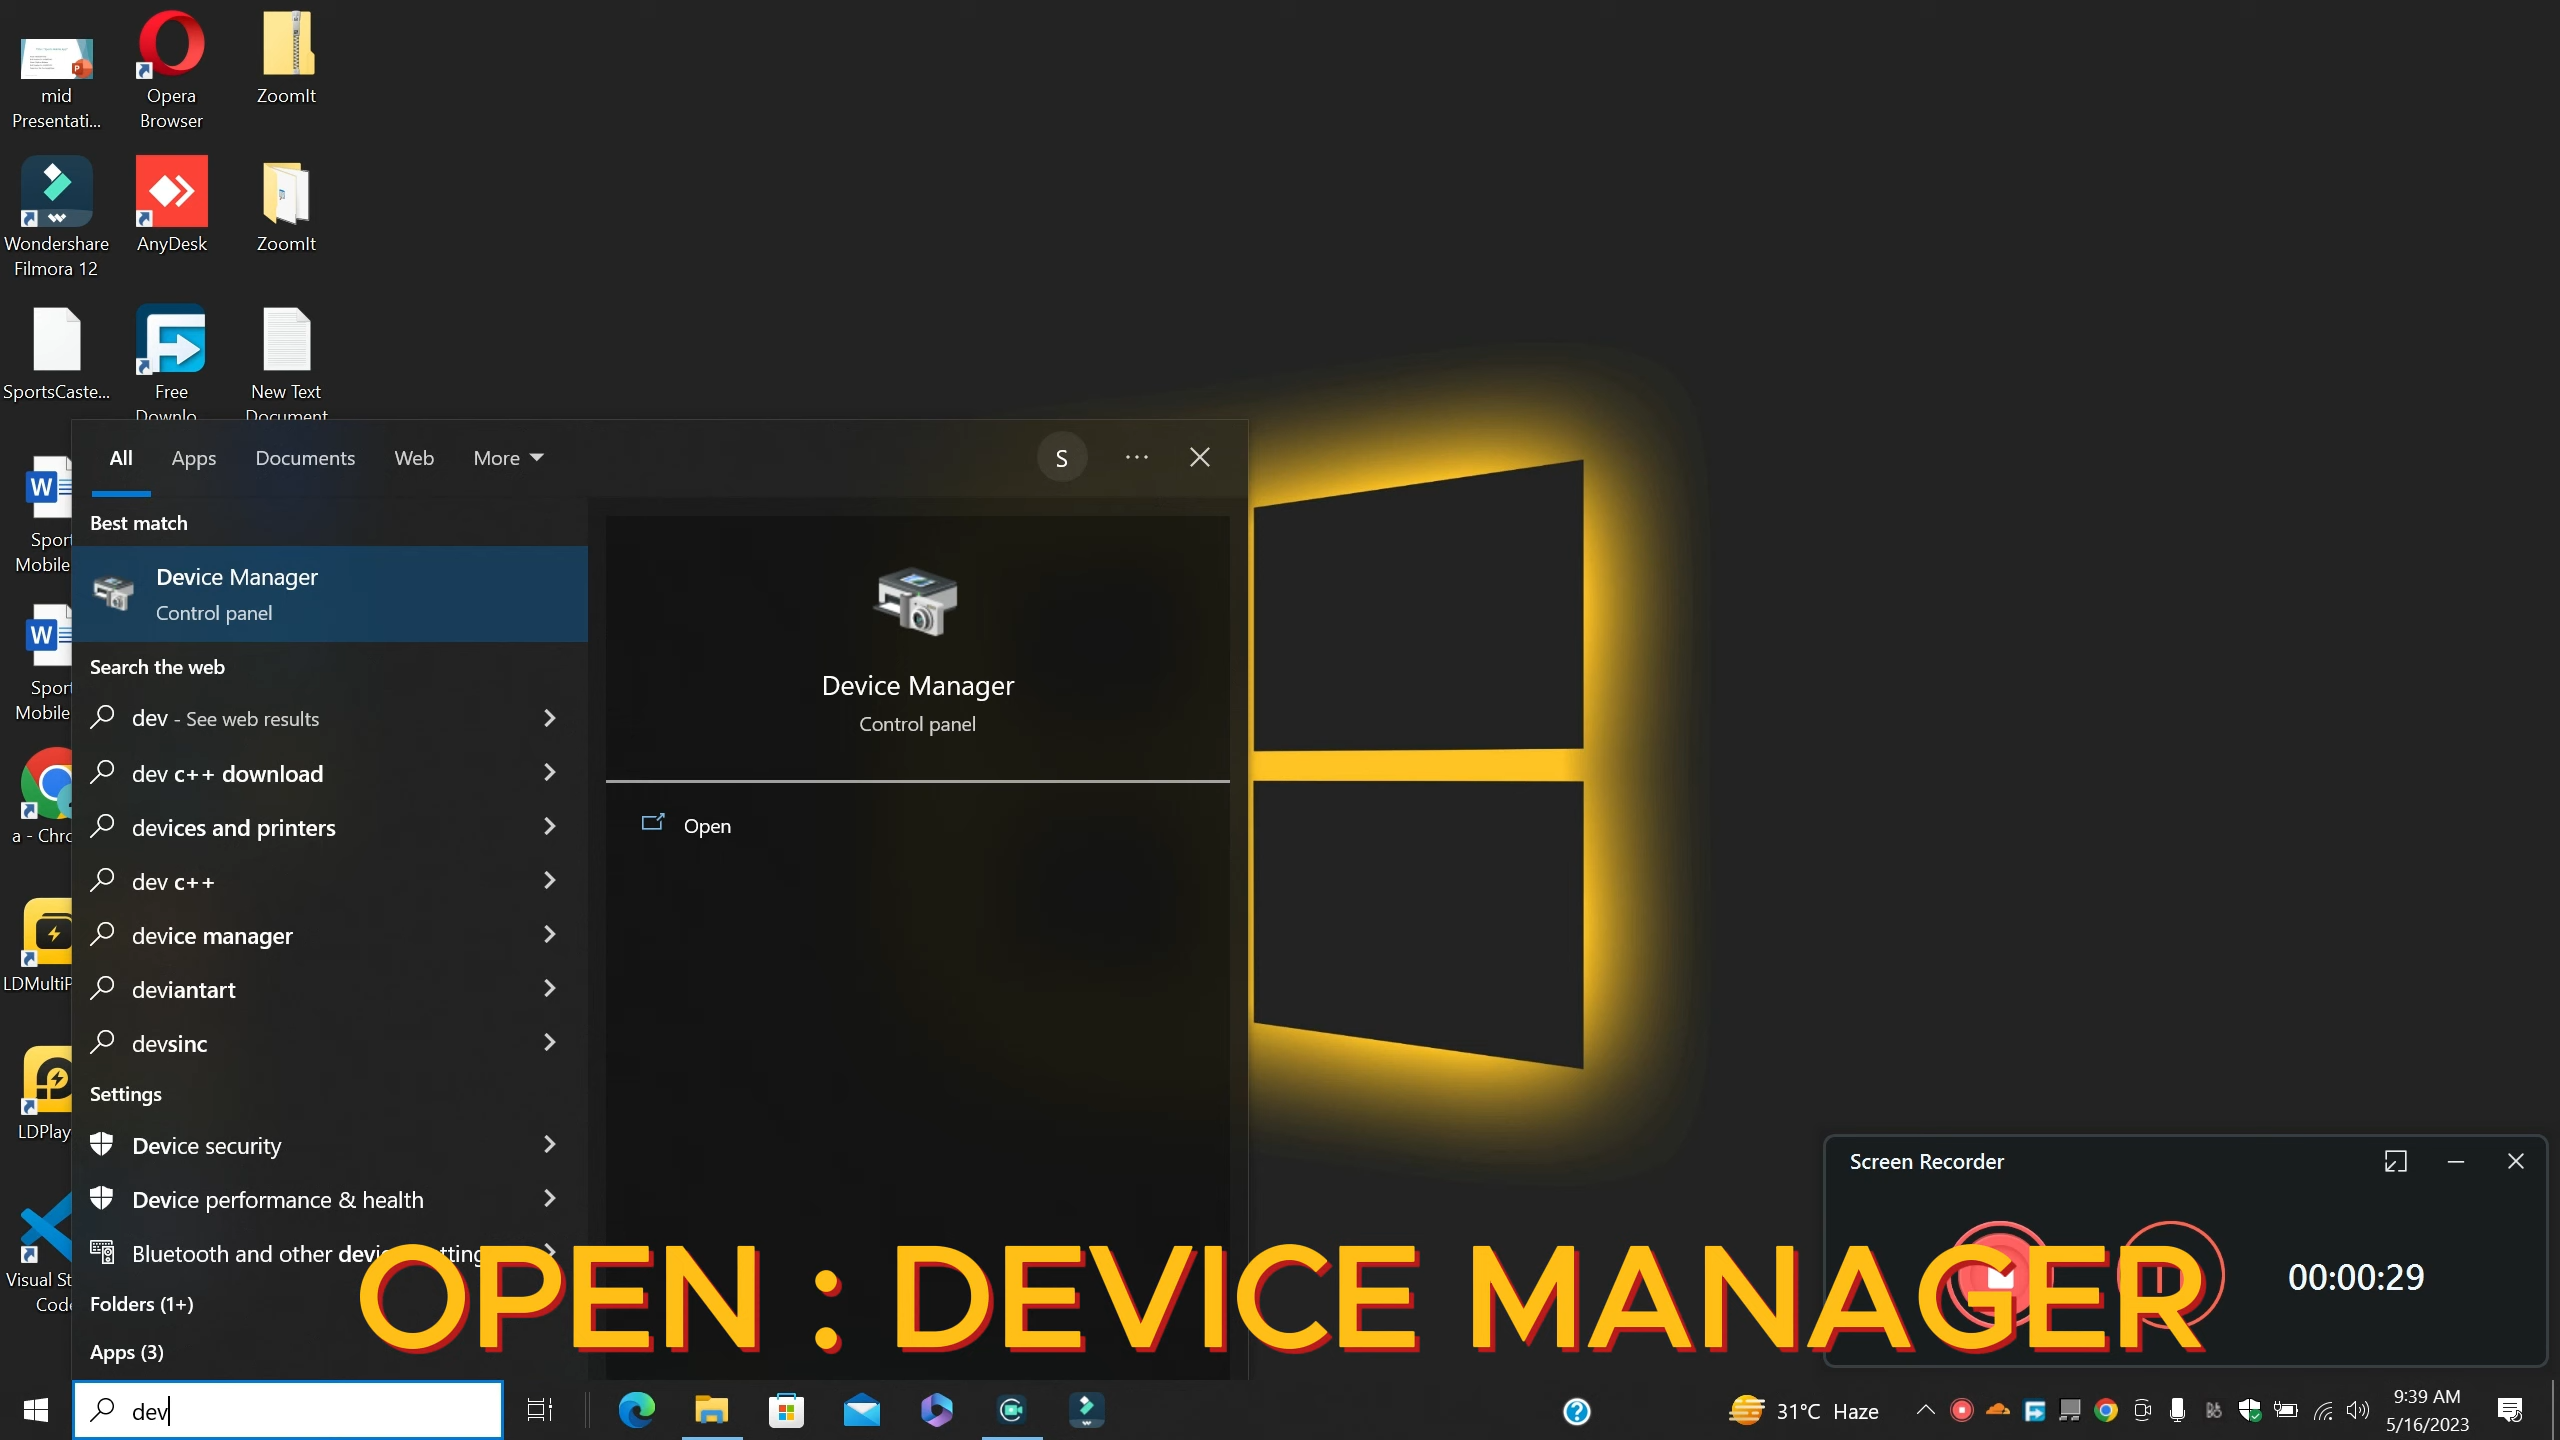 mid
Presentati...
Opera
Browser
ZoomIt
Wondershare
Filmora 12
AnyDesk
ZoomIt
SportsCaste...
Free
Downlo
New Text
Document
Spor
Mobile
Spor
Mobile
a - Chro
LDMultiP
LDPlay
Visual St
Code
All
Apps
Documents
Web
More
S
Best match
Device Manager
Control panel
Search the web
dev - See web results
dev c++ download
devices and printers
dev c++
device manager
deviantart
devsinc
Settings
Device security
Device performance & health
Bluetooth and other
Folders (1+)
Apps (3)
Device Manager
Control panel
Open
Screen Recorder
00:00:29
OPEN : DEVICE MANAGER
dev
31°C Haze
9:39 AM
5/16/2023